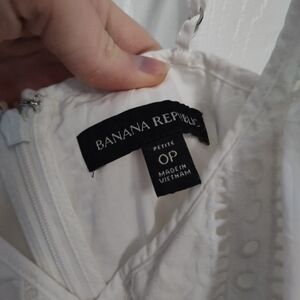 BANANA REPUBLIC
PETITE
0P
MADE IN
VIETNAM